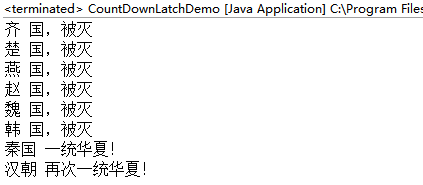 <terminated> CountDownLatchDemo [Java Application] C:\Program Files
齐 国，被灭
楚 国，被灭
燕 国，被灭
赵 国，被灭
魏 国，被灭
韩 国，被灭
秦国 一统华夏！
汉朝 再次一统华夏！